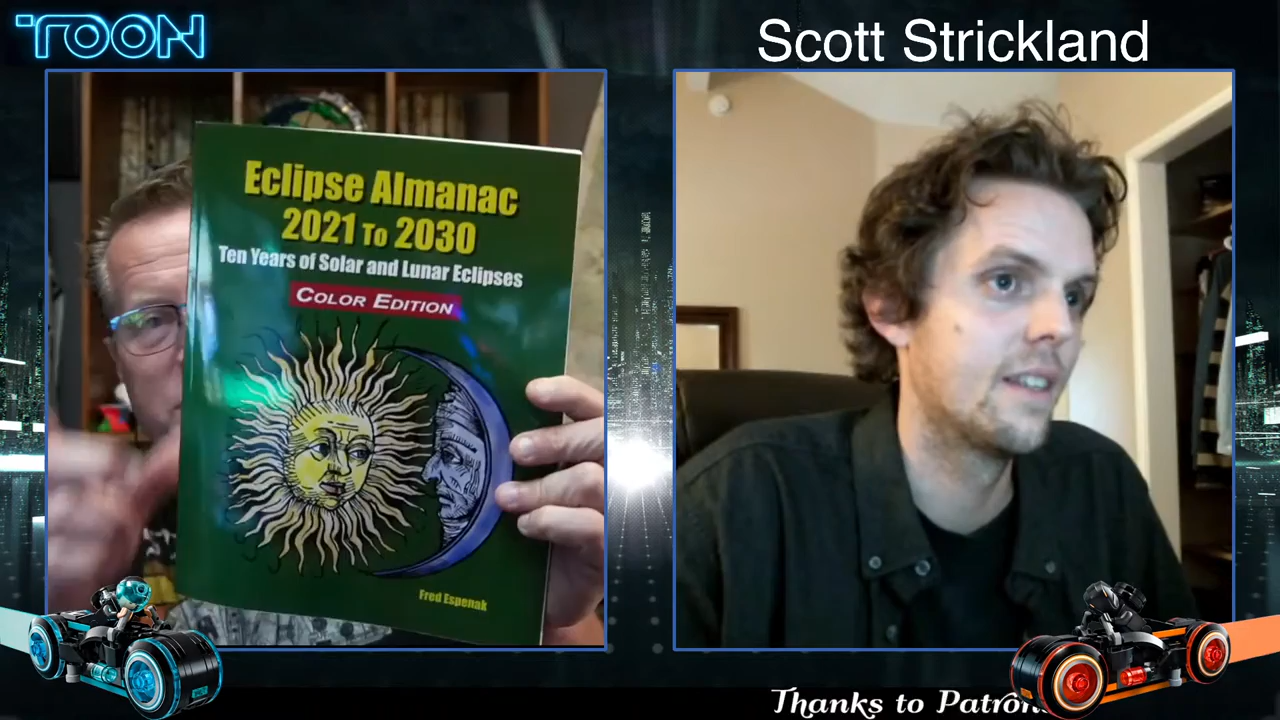 TOON
Scott Strickland
Eclipse Almanac
2021 To 2030
Ten Years of Solar and Lunar Eclipses
Color Edition
Fred Espenak
Thanks to